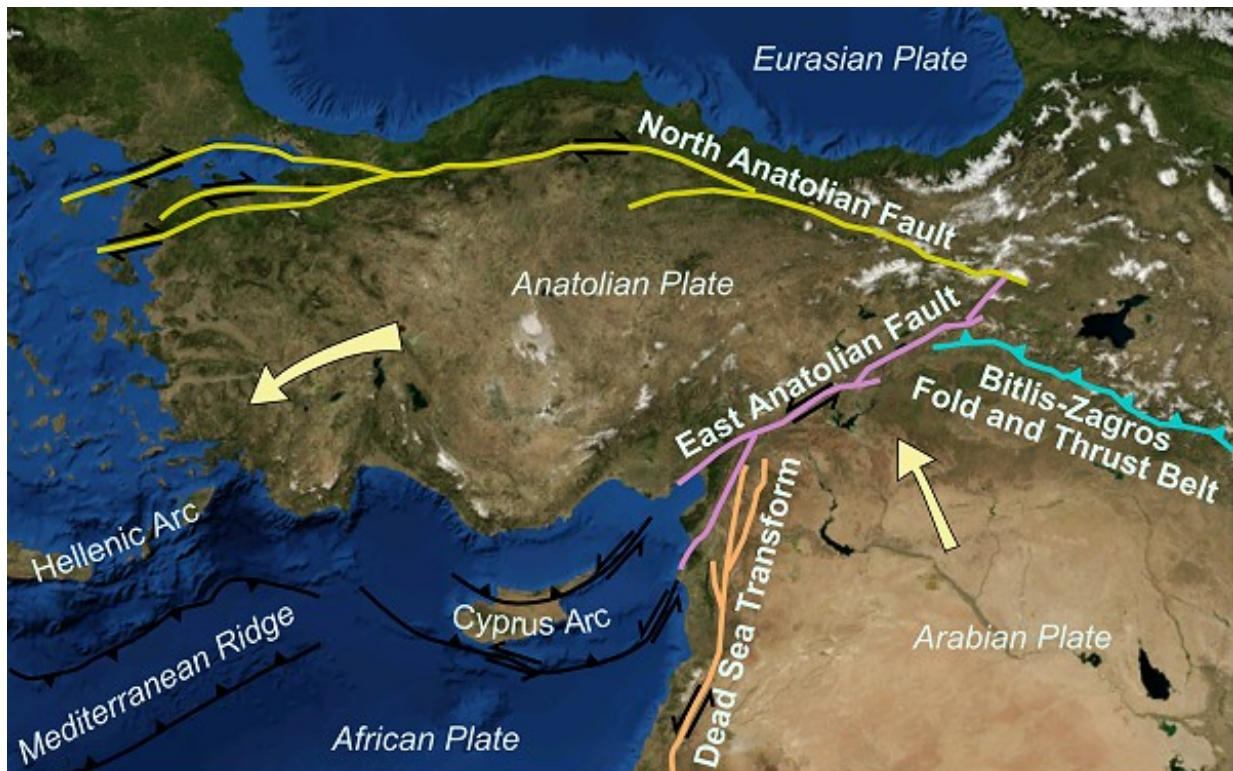 Eurasian Plate
North Anatolian Fault
Anatolian Plate
East Anatolian Fault
Bitlis-Zagros
Fold and Thrust Belt
Hellenic Arc
Cyprus Arc
Dead Sea Transform
Arabian Plate
Mediterranean Ridge
African Plate